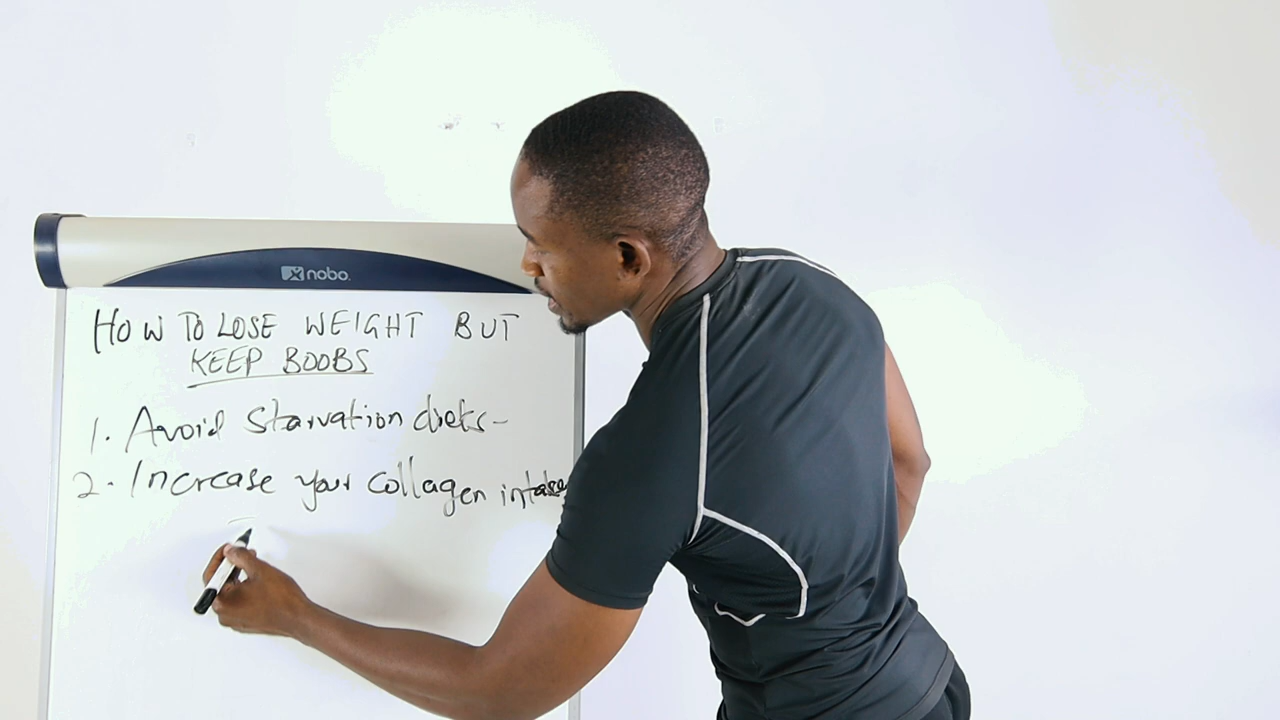 nobo
HOW TO LOSE WEIGHT BUT
KEEP BOOBS
1. Avoid starvation diets-
2. Increase your collagen intake